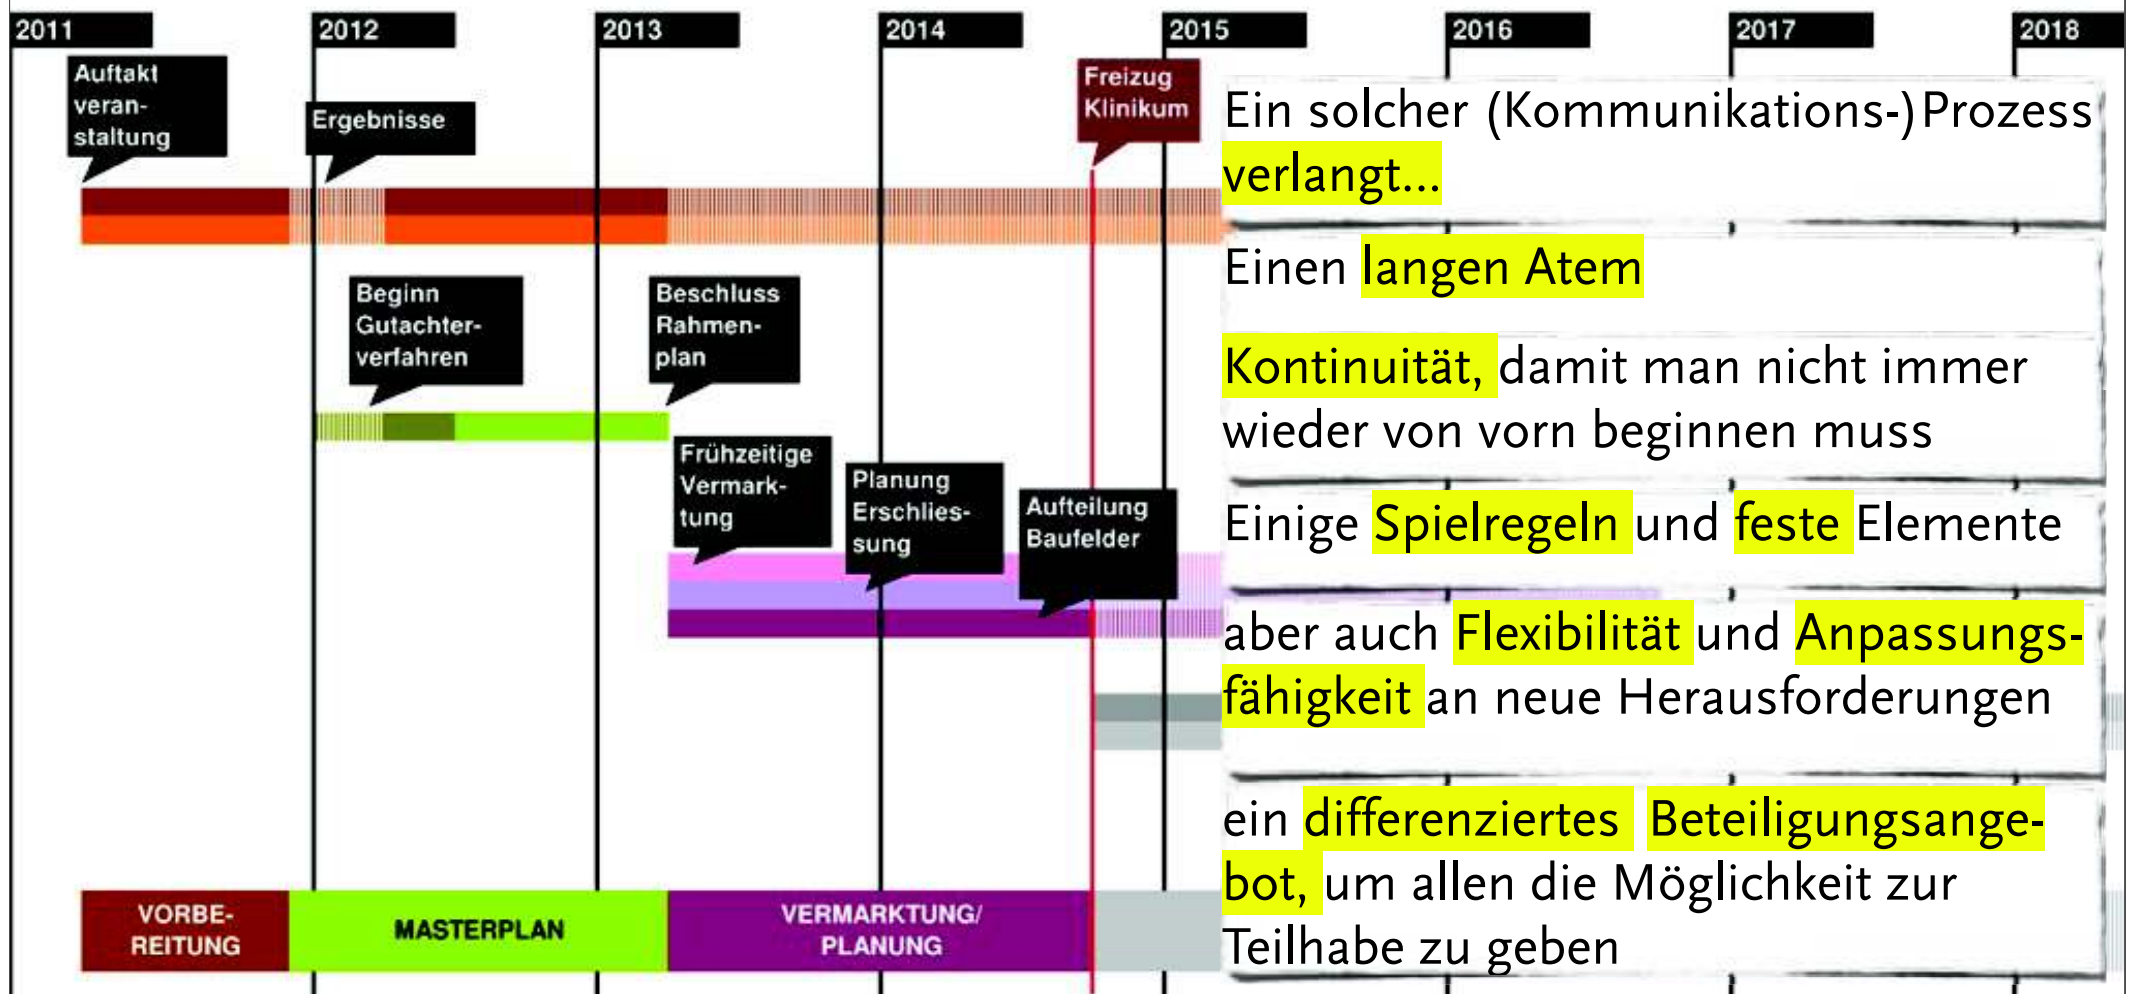 2011
2012
2013
2014
2015
2016
2017
2018
Auftakt
veran-
staltung
Ergebnisse
Freizug
Klinikum
Beginn
Gutachter-
verfahren
Beschluss
Rahmen-
plan
Frühzeitige
Vermark-
tung
Planung
Erschlies-
sung
Aufteilung
Baufelder
VORBE-
REITUNG
MASTERPLAN
VERMARKTUNG/
PLANUNG
Ein solcher (Kommunikations-)Prozess
verlangt...
Einen langen Atem
Kontinuität, damit man nicht immer
wieder von vorn beginnen muss
Einige Spielregeln und feste Elemente
aber auch Flexibilität und Anpassungs-
fähigkeit an neue Herausforderungen
ein differenziertes Beteiligungsange-
bot, um allen die Möglichkeit zur
Teilhabe zu geben